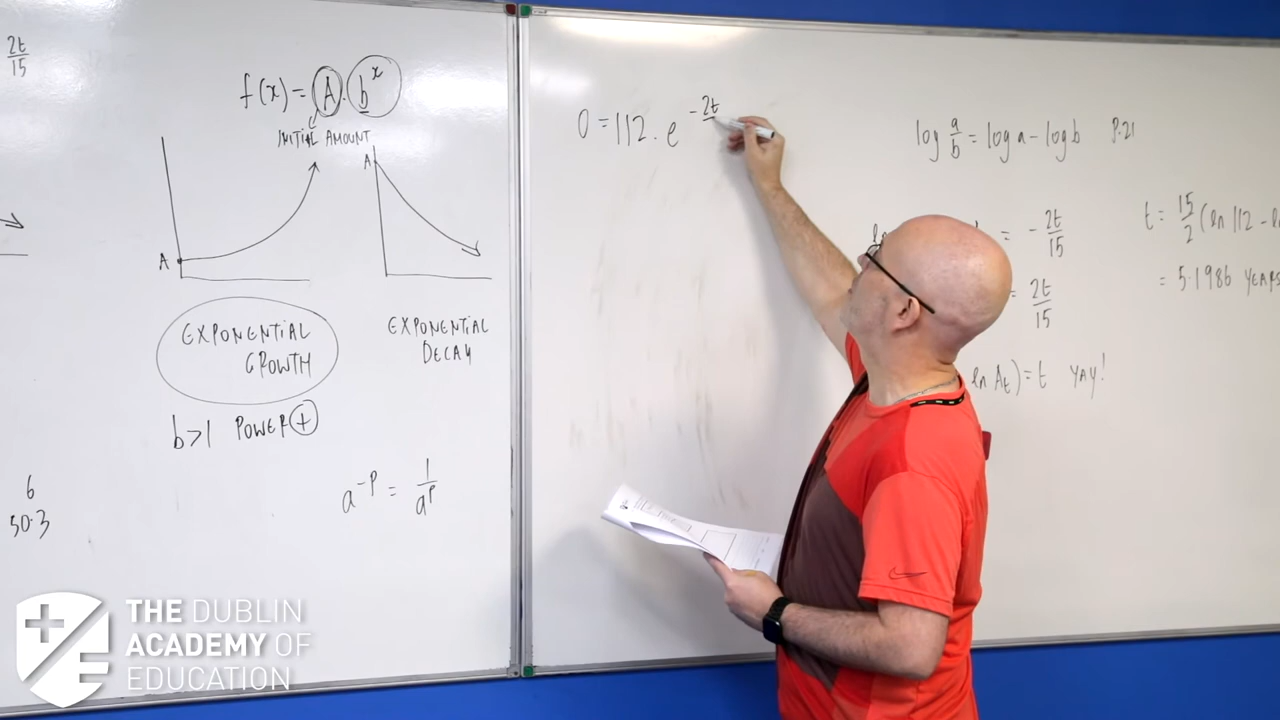 2t
15
f(x) = A . b^x
INITIAL AMOUNT
A
A
EXPONENTIAL
GROWTH
EXPONENTIAL
DECAY
b>1 POWER +
6
50.3
a^-p = 1/a^p
0 = 112 . e^-2t
log a/b = log a - log b P.21
= - 2t/15
= 2t/15
ln A_t) = t YAY!
t = 15/2 (ln 112 -
= 5.1986 YEARS
THE DUBLIN
ACADEMY OF
EDUCATION